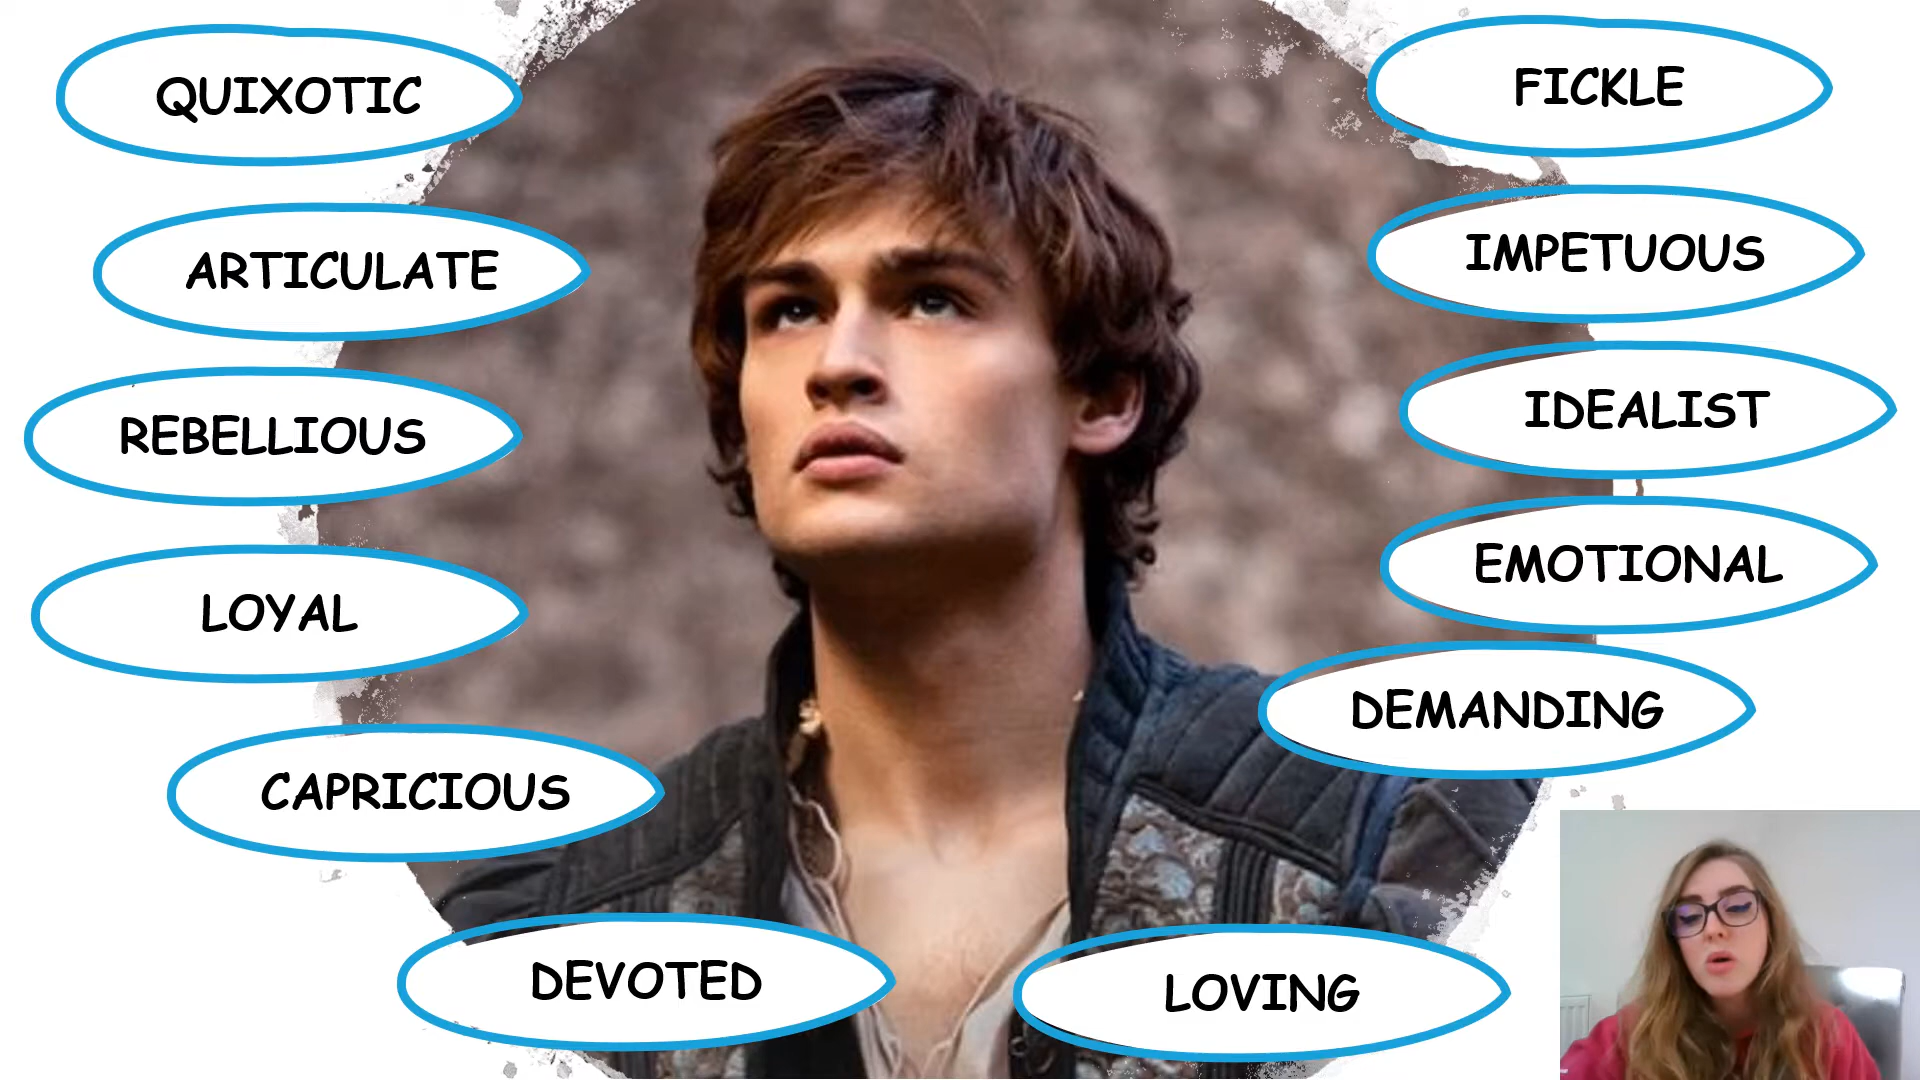 QUIXOTIC
FICKLE
ARTICULATE
IMPETUOUS
REBELLIOUS
IDEALIST
LOYAL
EMOTIONAL
CAPRICIOUS
DEMANDING
DEVOTED
LOVING